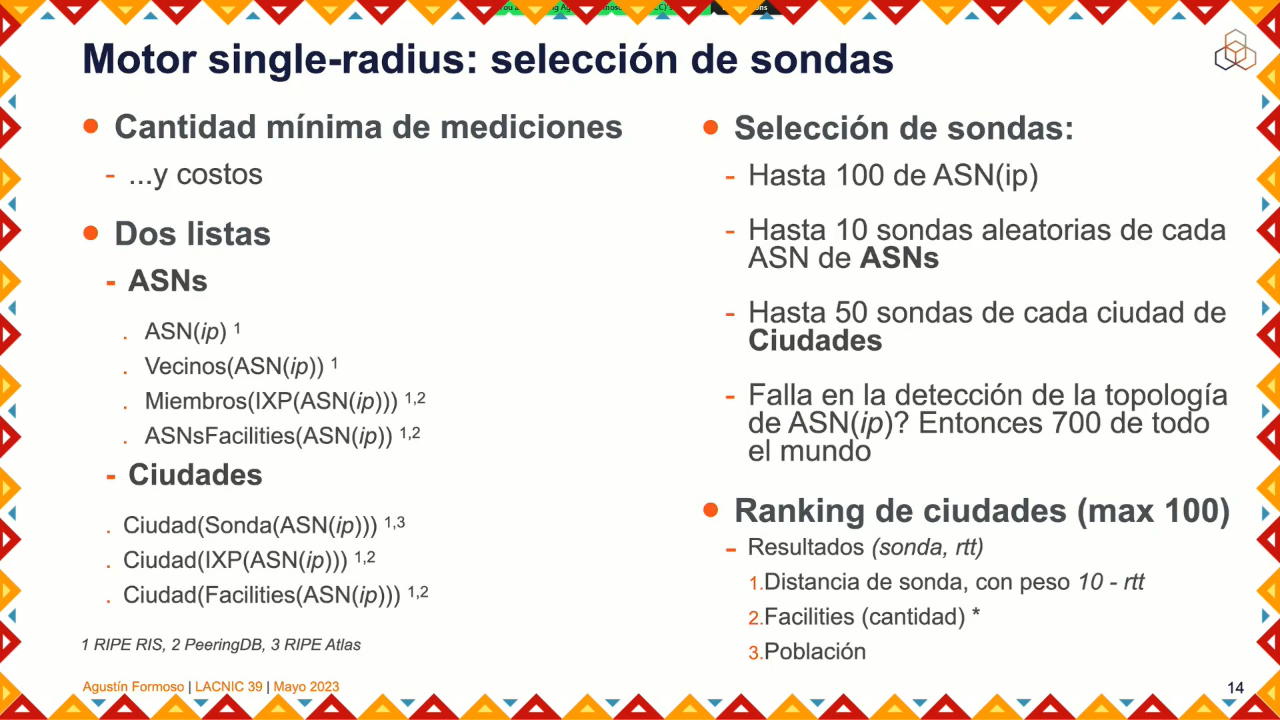 Motor single-radius: selección de sondas
Cantidad mínima de mediciones
- ...y costos
Dos listas
- ASNs
. ASN(ip) 1
. Vecinos(ASN(ip)) 1
. Miembros(IXP(ASN(ip))) 1,2
. ASNsFacilities(ASN(ip)) 1,2
- Ciudades
. Ciudad(Sonda(ASN(ip))) 1,3
. Ciudad(IXP(ASN(ip))) 1,2
. Ciudad(Facilities(ASN(ip))) 1,2
1 RIPE RIS, 2 PeeringDB, 3 RIPE Atlas
Selección de sondas:
- Hasta 100 de ASN(ip)
- Hasta 10 sondas aleatorias de cada
ASN de ASNs
- Hasta 50 sondas de cada ciudad de
Ciudades
- Falla en la detección de la topología
de ASN(ip)? Entonces 700 de todo
el mundo
Ranking de ciudades (max 100)
- Resultados (sonda, rtt)
1.Distancia de sonda, con peso 10 - rtt
2.Facilities (cantidad) *
3.Población
Agustín Formoso | LACNIC 39 | Mayo 2023
14